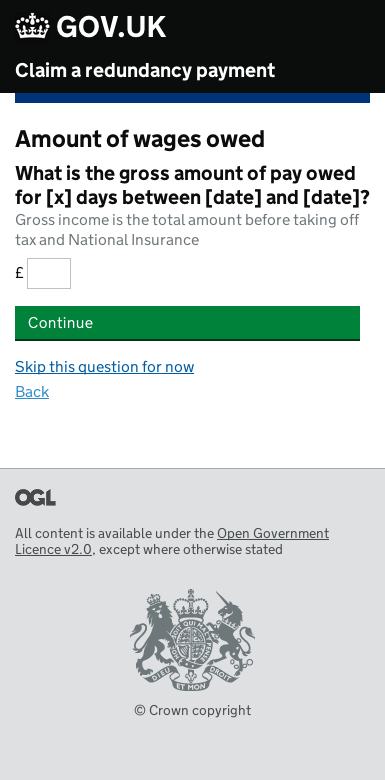 GOV.UK
Claim a redundancy payment
Amount of wages owed
What is the gross amount of pay owed
for [x] days between [date] and [date]?
Gross income is the total amount before taking off
tax and National Insurance
£
Continue
Skip this question for now
Back
OGL
All content is available under the Open Government
Licence v2.0, except where otherwise stated
DIEU ET MON DROIT
© Crown copyright